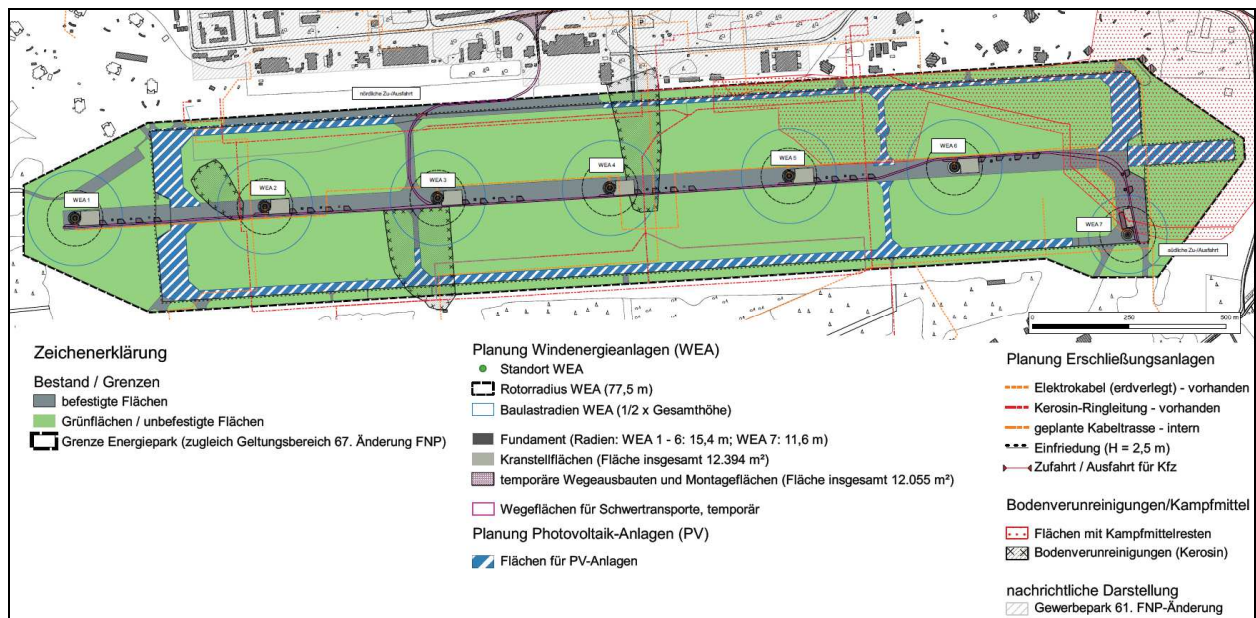 nördliche Zu-/Ausfahrt
WEA 1
WEA 2
WEA 3
WEA 4
WEA 5
WEA 6
WEA 7
südliche Zu-/Ausfahrt
0 250 500 m
Zeichenerklärung
Bestand / Grenzen
befestigte Flächen
Grünflächen / unbefestigte Flächen
Grenze Energiepark (zugleich Geltungsbereich 67. Änderung FNP)
Planung Windenergieanlagen (WEA)
Standort WEA
Rotorradius WEA (77,5 m)
Baulastradien WEA (1/2 x Gesamthöhe)
Fundament (Radien: WEA 1 - 6: 15,4 m; WEA 7: 11,6 m)
Kranstellflächen (Fläche insgesamt 12.394 m²)
temporäre Wegeausbauten und Montageflächen (Fläche insgesamt 12.055 m²)
Wegeflächen für Schwertransporte, temporär
Planung Photovoltaik-Anlagen (PV)
Flächen für PV-Anlagen
Planung Erschließungsanlagen
Elektrokabel (erdverlegt) - vorhanden
Kerosin-Ringleitung - vorhanden
geplante Kabeltrasse - intern
Einfriedung (H = 2,5 m)
Zufahrt / Ausfahrt für Kfz
Bodenverunreinigungen/Kampfmittel
Flächen mit Kampfmittelresten
Bodenverunreinigungen (Kerosin)
nachrichtliche Darstellung
Gewerbepark 61. FNP-Änderung